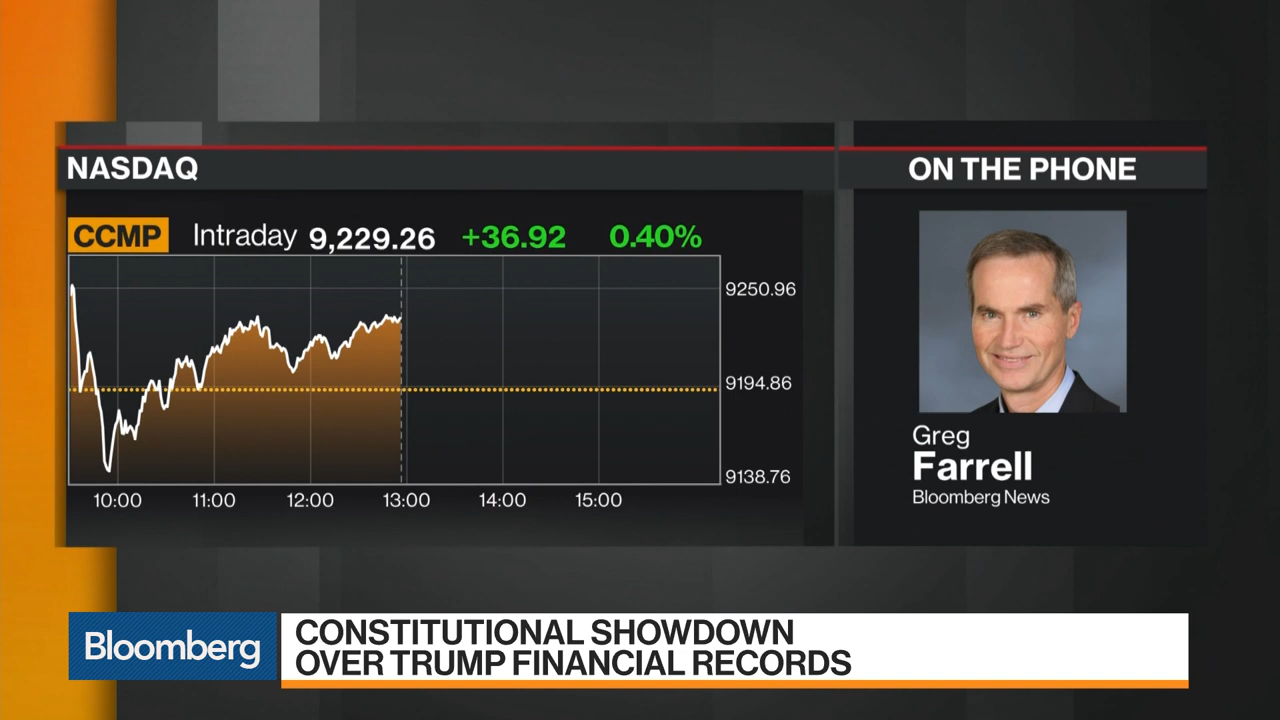 NASDAQ
CCMP Intraday 9,229.26 +36.92 0.40%
9250.96
9194.86
9138.76
10:00 11:00 12:00 13:00 14:00 15:00
ON THE PHONE
Greg
Farrell
Bloomberg News
Bloomberg
CONSTITUTIONAL SHOWDOWN
OVER TRUMP FINANCIAL RECORDS